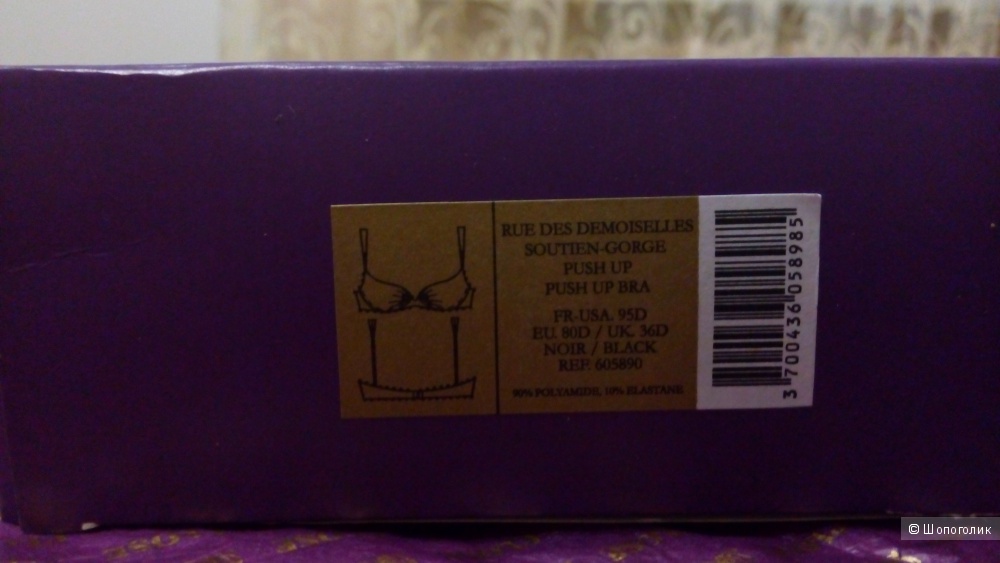 RUE DES DEMOISELLES
SOUTIEN-GORGE
PUSH UP
PUSH UP BRA
FR-USA. 95D
EU. 80D / UK. 36D
NOIR / BLACK
REF. 605890
90% POLYAMIDE, 10% ELASTANE
3 700436 058985
© Шопоголик